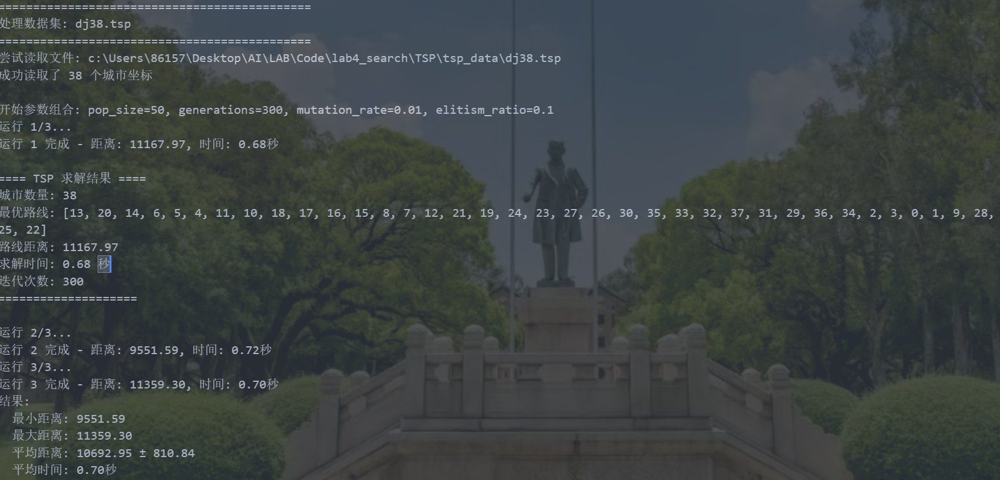 ============================================
处理数据集: dj38.tsp
============================================
尝试读取文件: c:\Users\86157\Desktop\AI\LAB\Code\lab4_search\TSP\tsp_data\dj38.tsp
成功读取了 38 个城市坐标
开始参数组合: pop_size=50, generations=300, mutation_rate=0.01, elitism_ratio=0.1
运行 1/3...
运行 1 完成 - 距离: 11167.97, 时间: 0.68秒
==== TSP 求解结果 ====
城市数量: 38
最优路线: [13, 20, 14, 6, 5, 4, 11, 10, 18, 17, 16, 15, 8, 7, 12, 21, 19, 24, 23, 27, 26, 30, 35, 33, 32, 37, 31, 29, 36, 34, 2, 3, 0, 1, 9, 28,
25, 22]
路线距离: 11167.97
求解时间: 0.68 秒
迭代次数: 300
====================
运行 2/3...
运行 2 完成 - 距离: 9551.59, 时间: 0.72秒
运行 3/3...
运行 3 完成 - 距离: 11359.30, 时间: 0.70秒
结果:
最小距离: 9551.59
最大距离: 11359.30
平均距离: 10692.95 ± 810.84
平均时间: 0.70秒